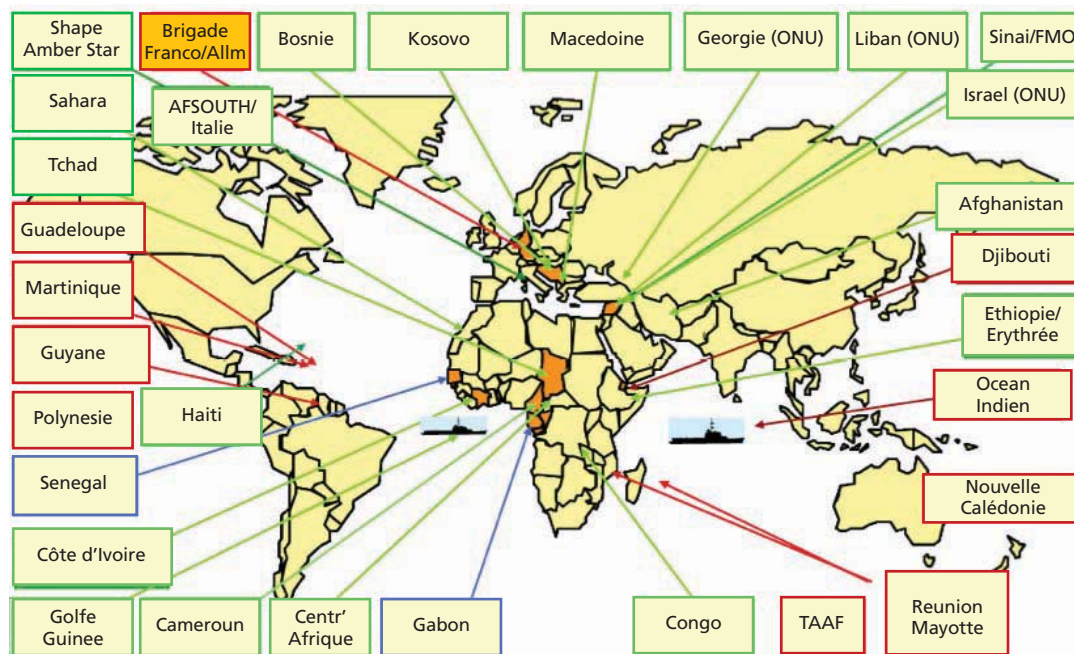 Shape
Amber Star
Brigade
Franco/Allm
Bosnie
Kosovo
Macedoine
Georgie (ONU)
Liban (ONU)
Sinai/FMO
Sahara
AFSOUTH/
Italie
Israel (ONU)
Tchad
Afghanistan
Guadeloupe
Djibouti
Martinique
Ethiopie/
Erythrée
Guyane
Ocean
Indien
Polynesie
Haiti
Senegal
Nouvelle
Calédonie
Côte d'Ivoire
Golfe
Guinee
Cameroun
Centr'
Afrique
Gabon
Congo
TAAF
Reunion
Mayotte